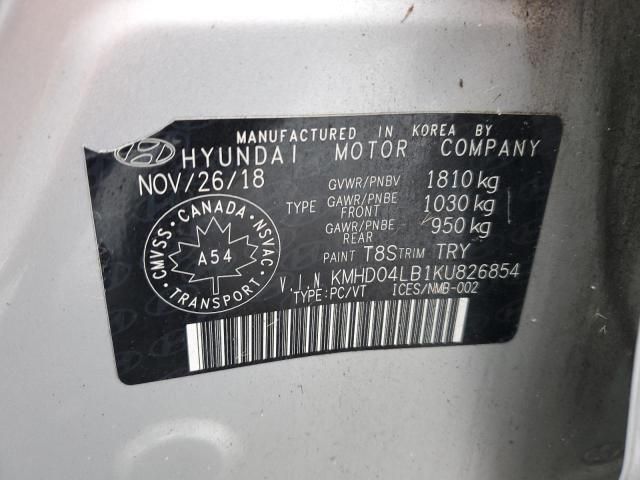 MANUFACTURED IN KOREA BY
HYUNDAI MOTOR COMPANY
NOV/26/18 GVWR/PNBV 1810 kg
TYPE GAWR/PNBE FRONT 1030 kg
GAWR/PNBE REAR 950 kg
CMVSS · CANADA · NSVAC
A54
TRANSPORT
PAINT T8S TRIM TRY
V.I.N KMHD04LB1KU826854
TYPE:PC/VT ICES/NMB-002